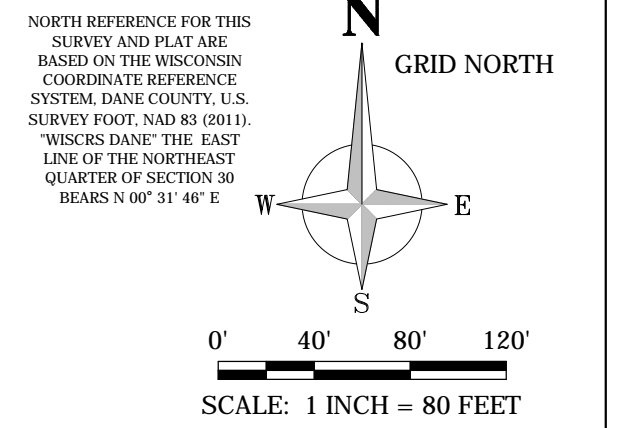 NORTH REFERENCE FOR THIS
SURVEY AND PLAT ARE
BASED ON THE WISCONSIN
COORDINATE REFERENCE
SYSTEM, DANE COUNTY, U.S.
SURVEY FOOT, NAD 83 (2011).
"WISCRS DANE" THE EAST
LINE OF THE NORTHEAST
QUARTER OF SECTION 30
BEARS N 00° 31' 46" E
N
GRID NORTH
W E
S
0' 40' 80' 120'
SCALE: 1 INCH = 80 FEET